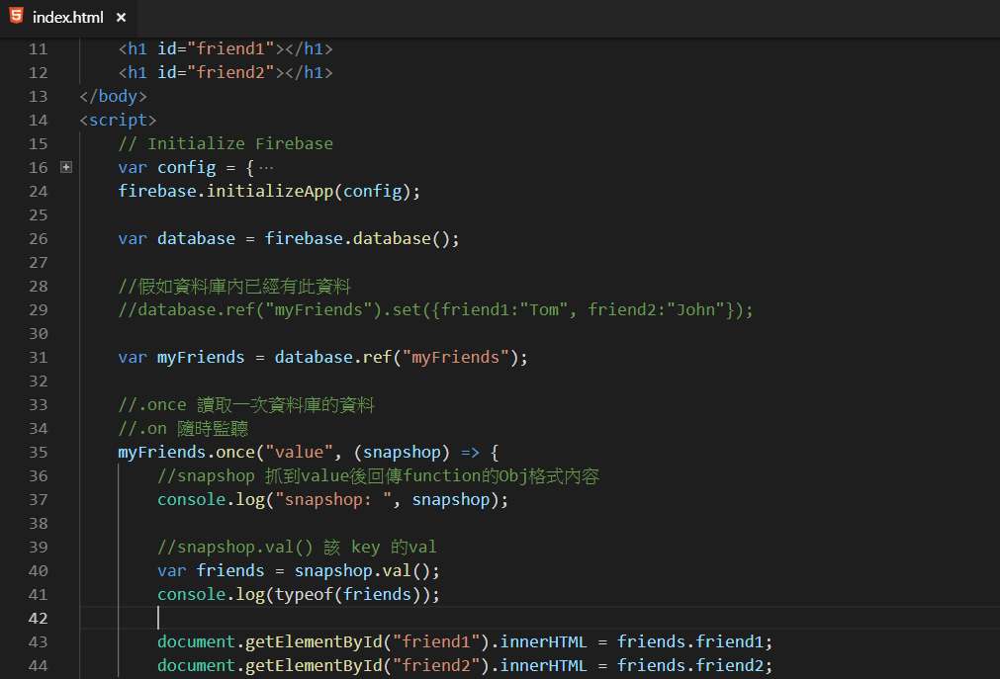 index.html ×
11 <h1 id="friend1"></h1>
12 <h1 id="friend2"></h1>
13 </body>
14 <script>
15 // Initialize Firebase
16 var config = {…
24 firebase.initializeApp(config);
25
26 var database = firebase.database();
27
28 //假如資料庫內已經有此資料
29 //database.ref("myFriends").set({friend1:"Tom", friend2:"John"});
30
31 var myFriends = database.ref("myFriends");
32
33 //.once 讀取一次資料庫的資料
34 //.on 隨時監聽
35 myFriends.once("value", (snapshot) => {
36 //snapshop 抓到value後回傳function的Obj格式內容
37 console.log("snapshop: ", snapshop);
38
39 //snapshop.val() 該 key 的val
40 var friends = snapshop.val();
41 console.log(typeof(friends));
42
43 document.getElementById("friend1").innerHTML = friends.friend1;
44 document.getElementById("friend2").innerHTML = friends.friend2;